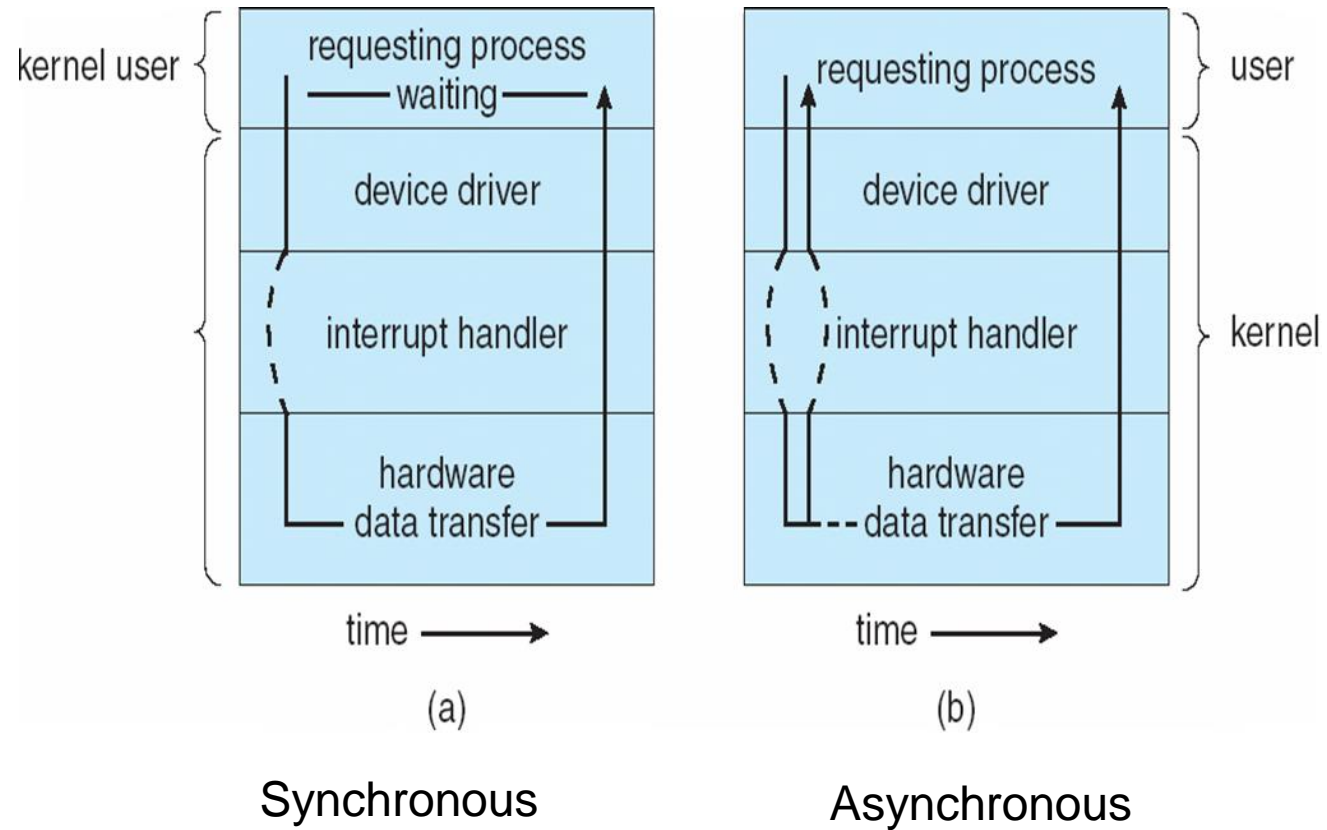 kernel user
requesting process
waiting
device driver
interrupt handler
hardware
data transfer
time
(a)
Synchronous
requesting process
user
device driver
interrupt handler
kernel
hardware
data transfer
time
(b)
Asynchronous